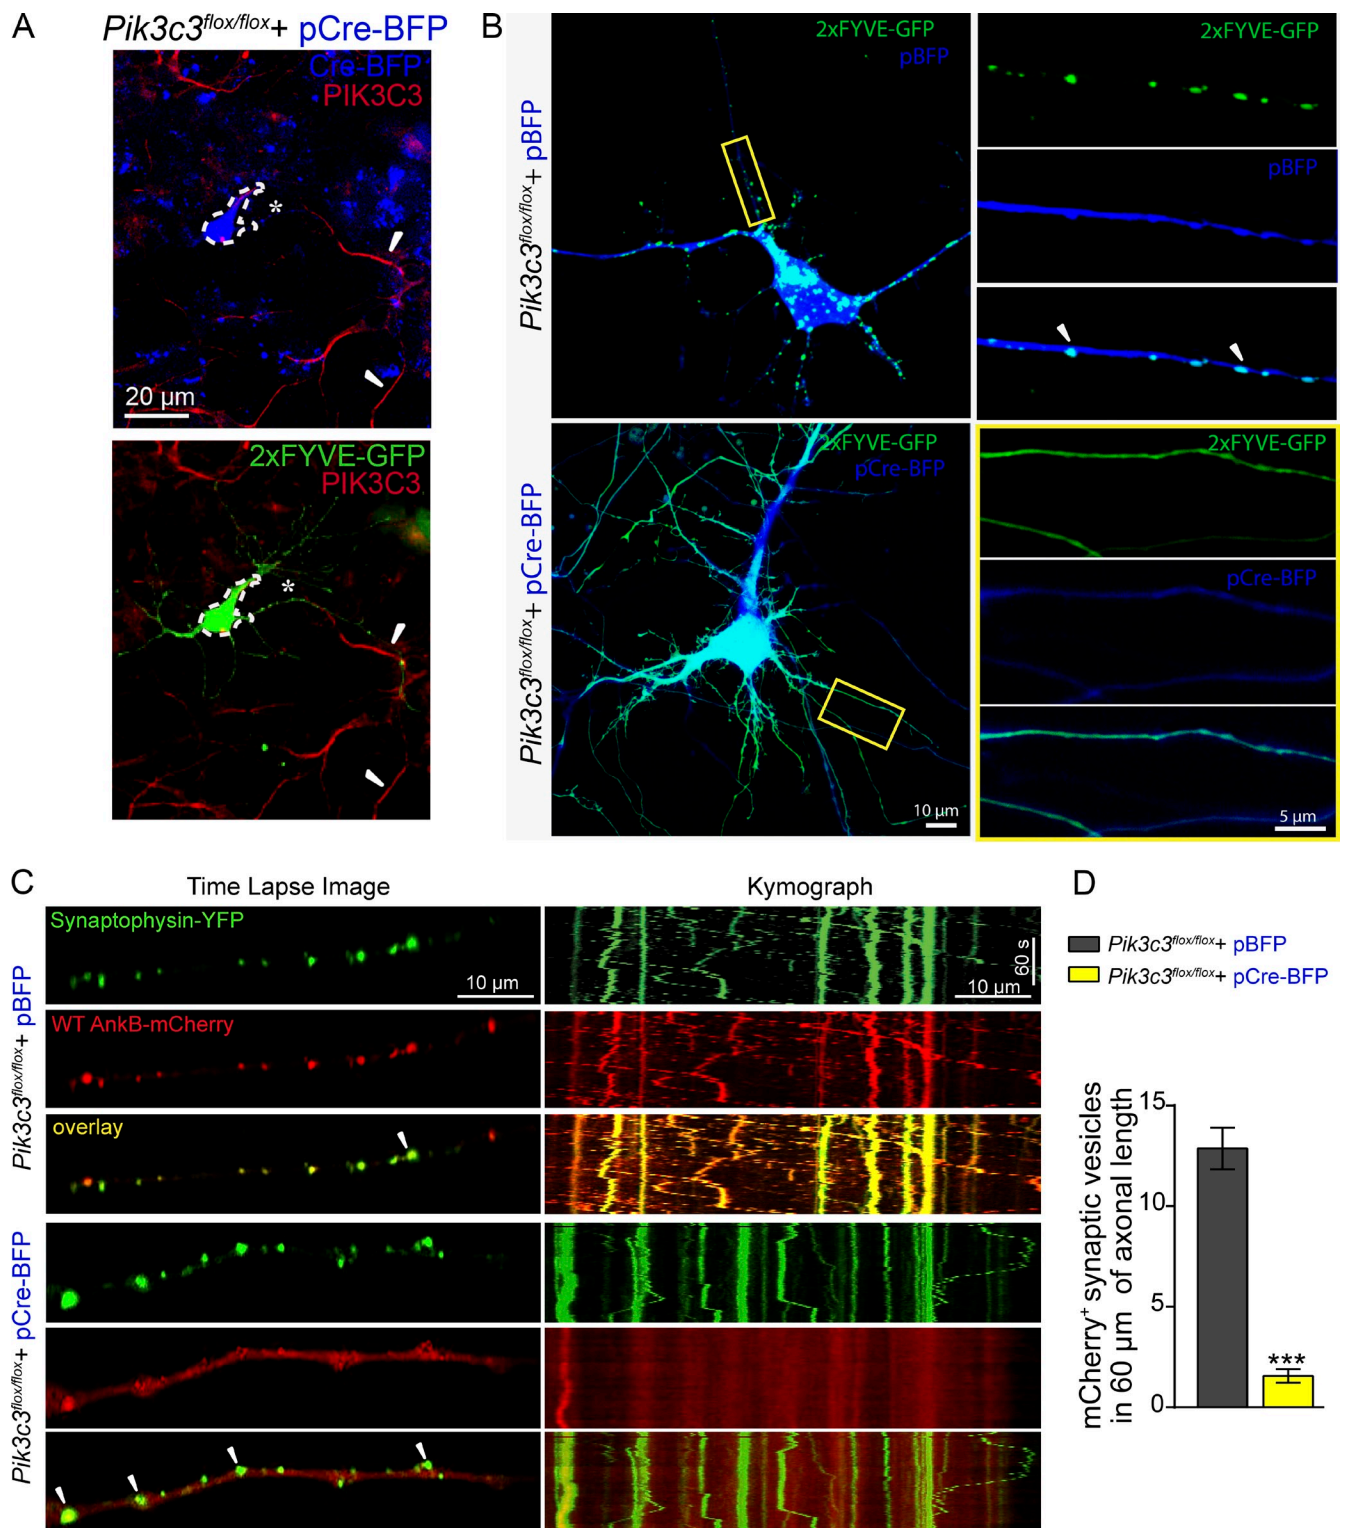 A
Pik3c3flox/flox+ pCre-BFP
Cre-BFP
PIK3C3
20 µm
2xFYVE-GFP
PIK3C3
*
*
B
Pik3c3flox/flox+ pBFP
2xFYVE-GFP
pBFP
2xFYVE-GFP
pBFP
Pik3c3flox/flox+ pCre-BFP
2xFYVE-GFP
pCre-BFP
10 µm
2xFYVE-GFP
pCre-BFP
5 µm
C
Time Lapse Image
Kymograph
Pik3c3flox/flox+ pBFP
Synaptophysin-YFP
10 µm
60 s
10 µm
WT AnkB-mCherry
overlay
Pik3c3flox/flox+ pCre-BFP
D
Pik3c3flox/flox+ pBFP
Pik3c3flox/flox+ pCre-BFP
mCherry+ synaptic vesicles
in 60 µm of axonal length
15
10
5
0
***